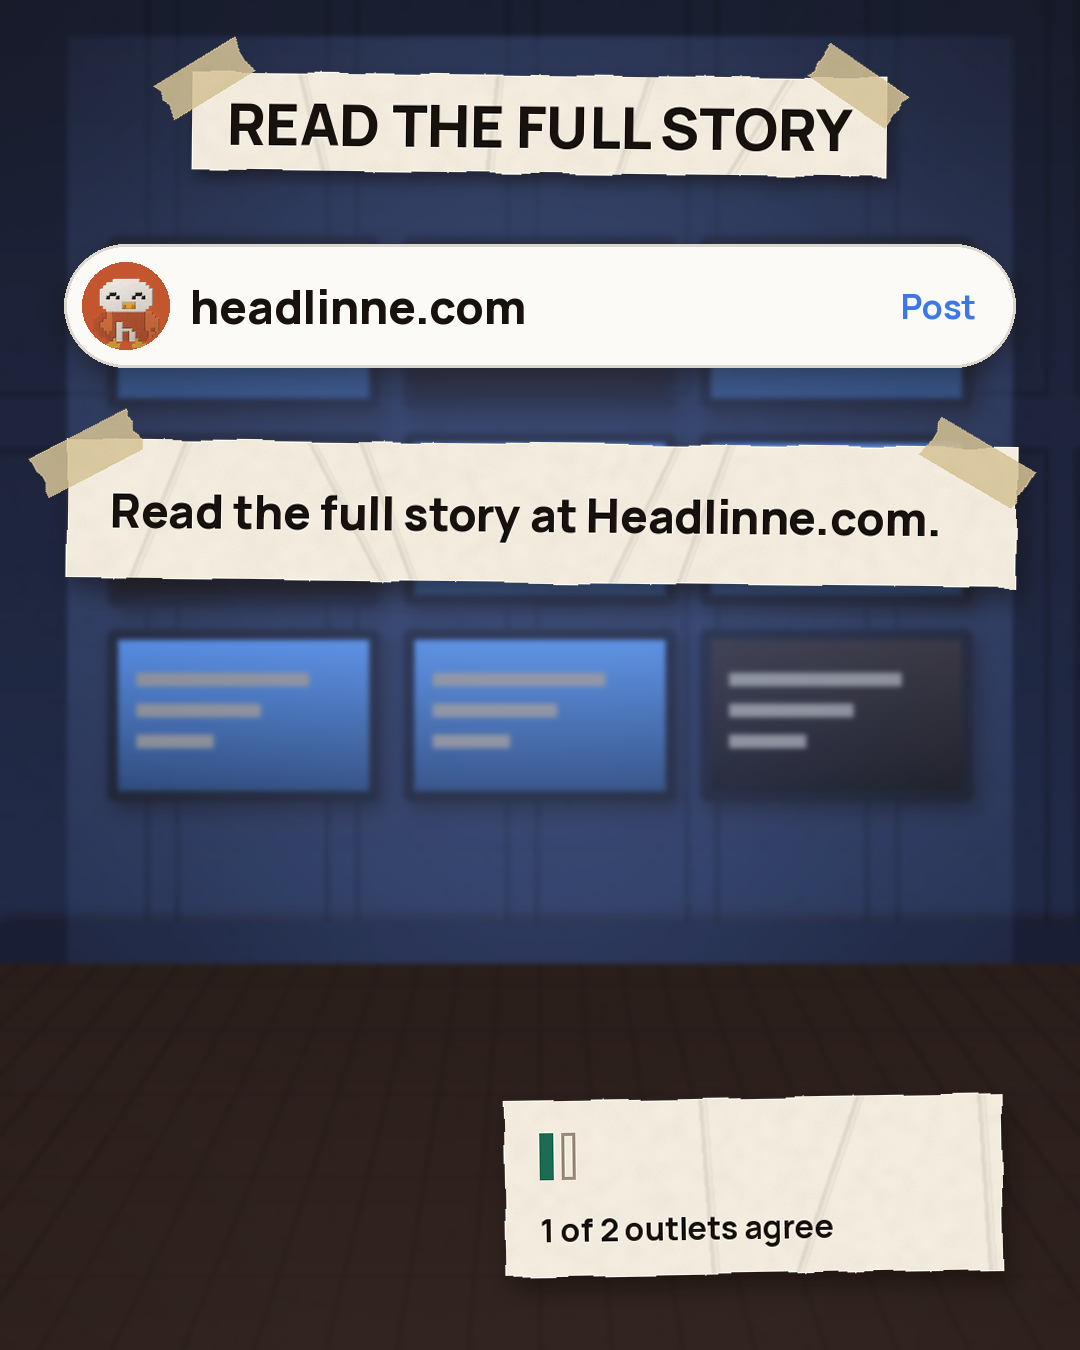 READ THE FULL STORY
h
headlinne.com
Post
Read the full story at Headlinne.com.
1 of 2 outlets agree